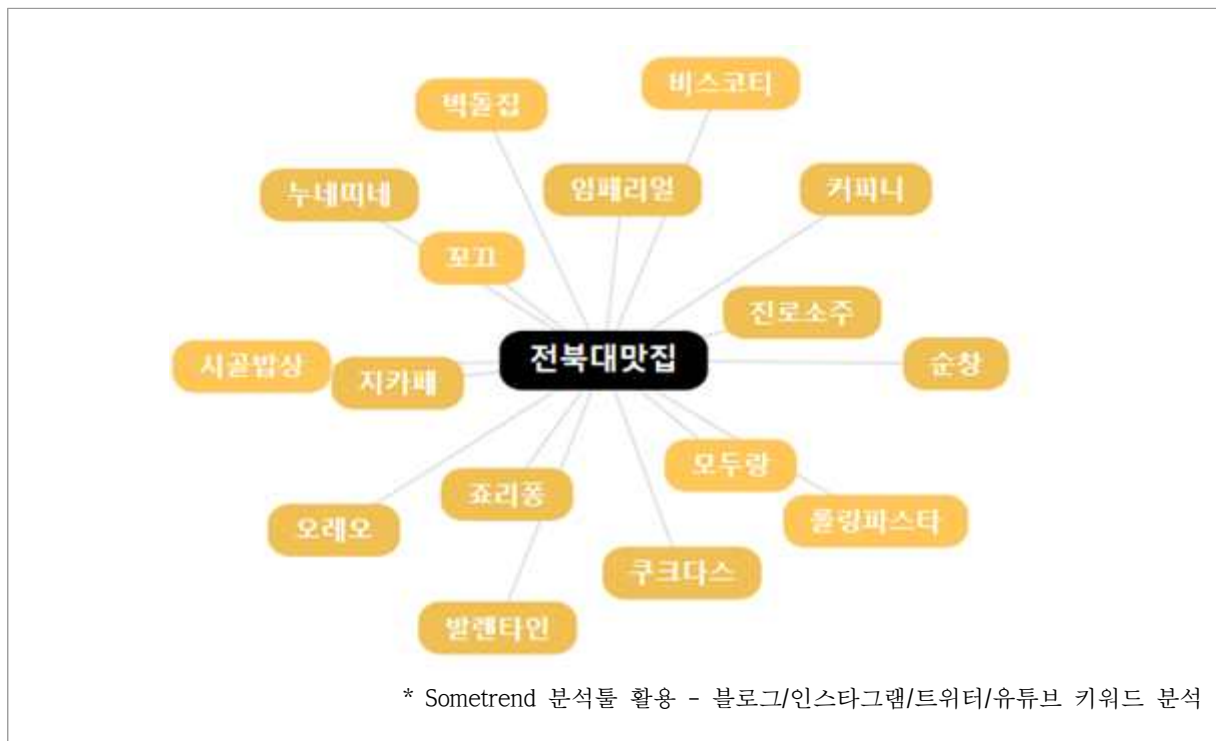 비스코티
벽돌집
임페리얼
커피니
누네띠네
꼬끼
진로소주
전북대맛집
시골밥상
지카페
순창
모두랑
죠리퐁
롤링파스타
오레오
쿠크다스
발렌타인
* Sometrend 분석툴 활용 - 블로그/인스타그램/트위터/유튜브 키워드 분석